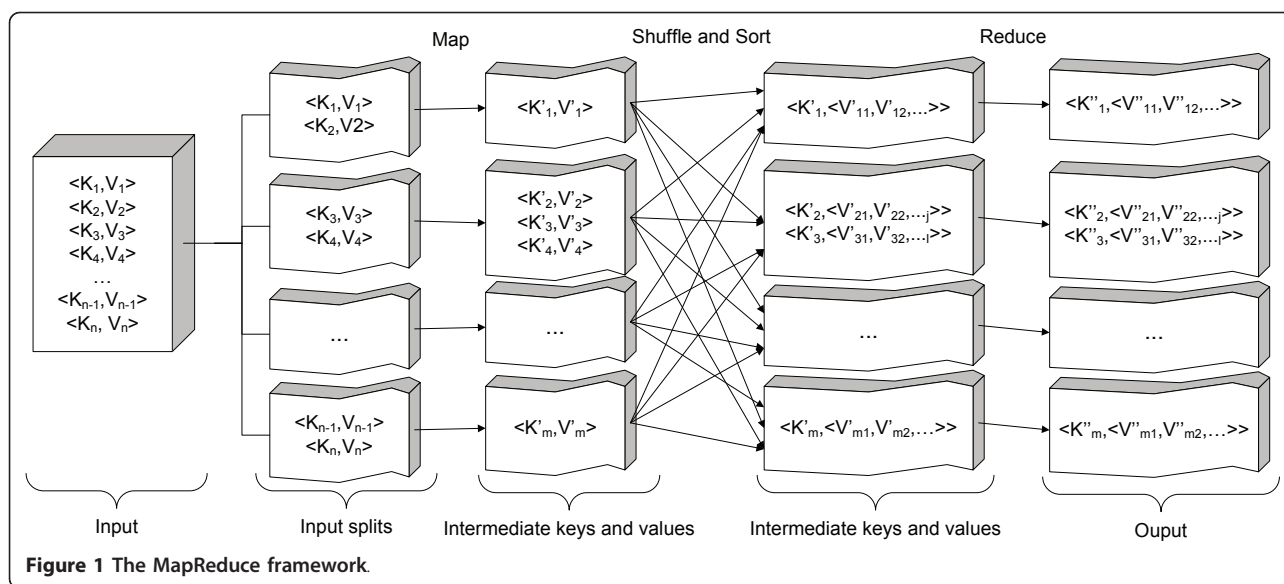 Map
Shuffle and Sort
Reduce
<K₁,V₁>
<K₂,V₂>
<K₃,V₃>
<K₄,V₄>
...
<Kₙ₋₁,Vₙ₋₁>
<Kₙ, Vₙ>
<K₁,V₁>
<K₂,V2>
<K₃,V₃>
<K₄,V₄>
...
<Kₙ₋₁,Vₙ₋₁>
<Kₙ,Vₙ>
<K'₁,V'₁>
<K'₂,V'₂>
<K'₃,V'₃>
<K'₄,V'₄>
...
<K'ₘ,V'ₘ>
<K'₁,<V'₁₁,V'₁₂,...>>
<K'₂,<V'₂₁,V'₂₂,...ⱼ>>
<K'₃,<V'₃₁,V'₃₂,...ₗ>>
...
<K'ₘ,<V'ₘ₁,V'ₘ₂,...>>
<K''₁,<V''₁₁,V''₁₂,...>>
<K''₂,<V''₂₁,V''₂₂,...ⱼ>>
<K''₃,<V''₃₁,V''₃₂,...ₗ>>
...
<K''ₘ,<V''ₘ₁,V''ₘ₂,...>>
Input
Input splits
Intermediate keys and values
Intermediate keys and values
Ouput
Figure 1 The MapReduce framework.